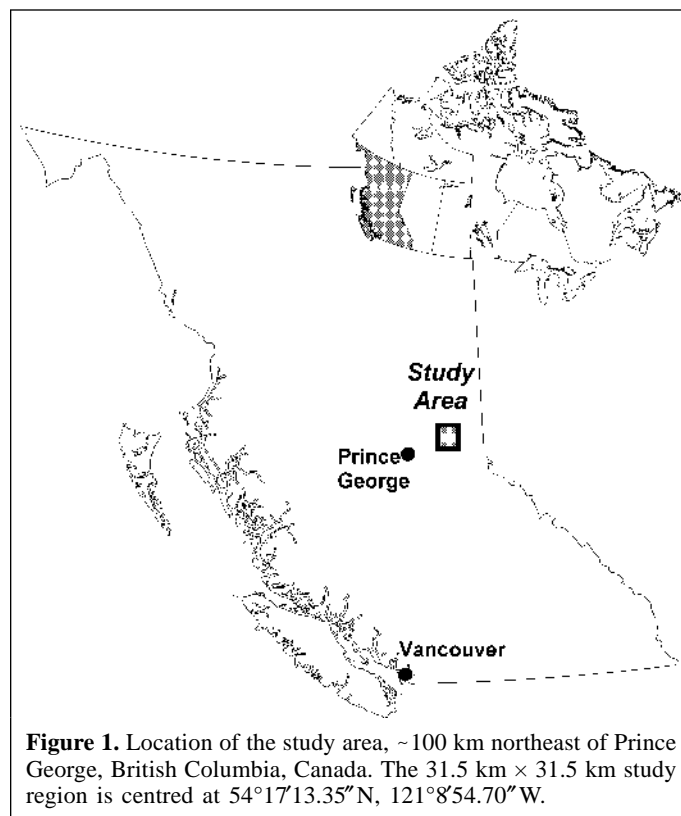 Study
Area
Prince
George
Vancouver
Figure 1. Location of the study area, ~100 km northeast of Prince
George, British Columbia, Canada. The 31.5 km × 31.5 km study
region is centred at 54°17′13.35″N, 121°8′54.70″W.